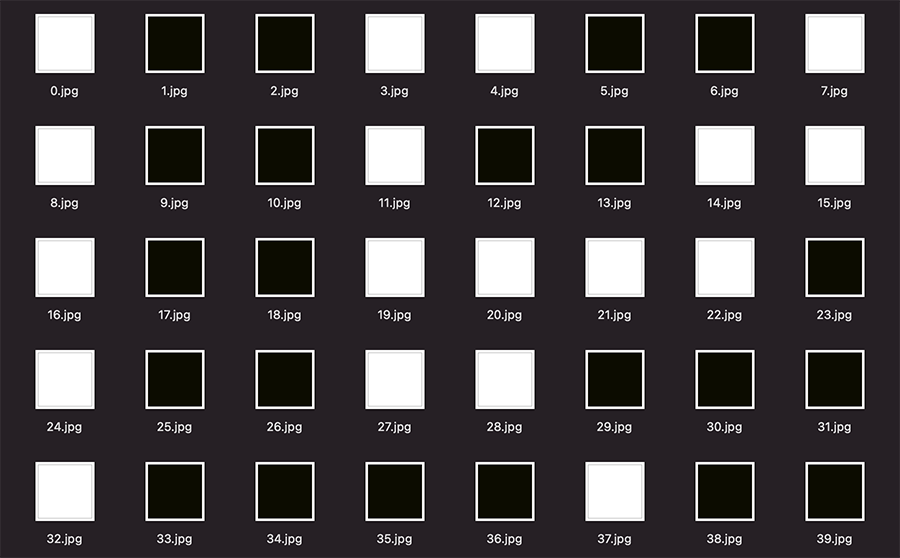 0.jpg 1.jpg 2.jpg 3.jpg 4.jpg 5.jpg 6.jpg 7.jpg
8.jpg 9.jpg 10.jpg 11.jpg 12.jpg 13.jpg 14.jpg 15.jpg
16.jpg 17.jpg 18.jpg 19.jpg 20.jpg 21.jpg 22.jpg 23.jpg
24.jpg 25.jpg 26.jpg 27.jpg 28.jpg 29.jpg 30.jpg 31.jpg
32.jpg 33.jpg 34.jpg 35.jpg 36.jpg 37.jpg 38.jpg 39.jpg